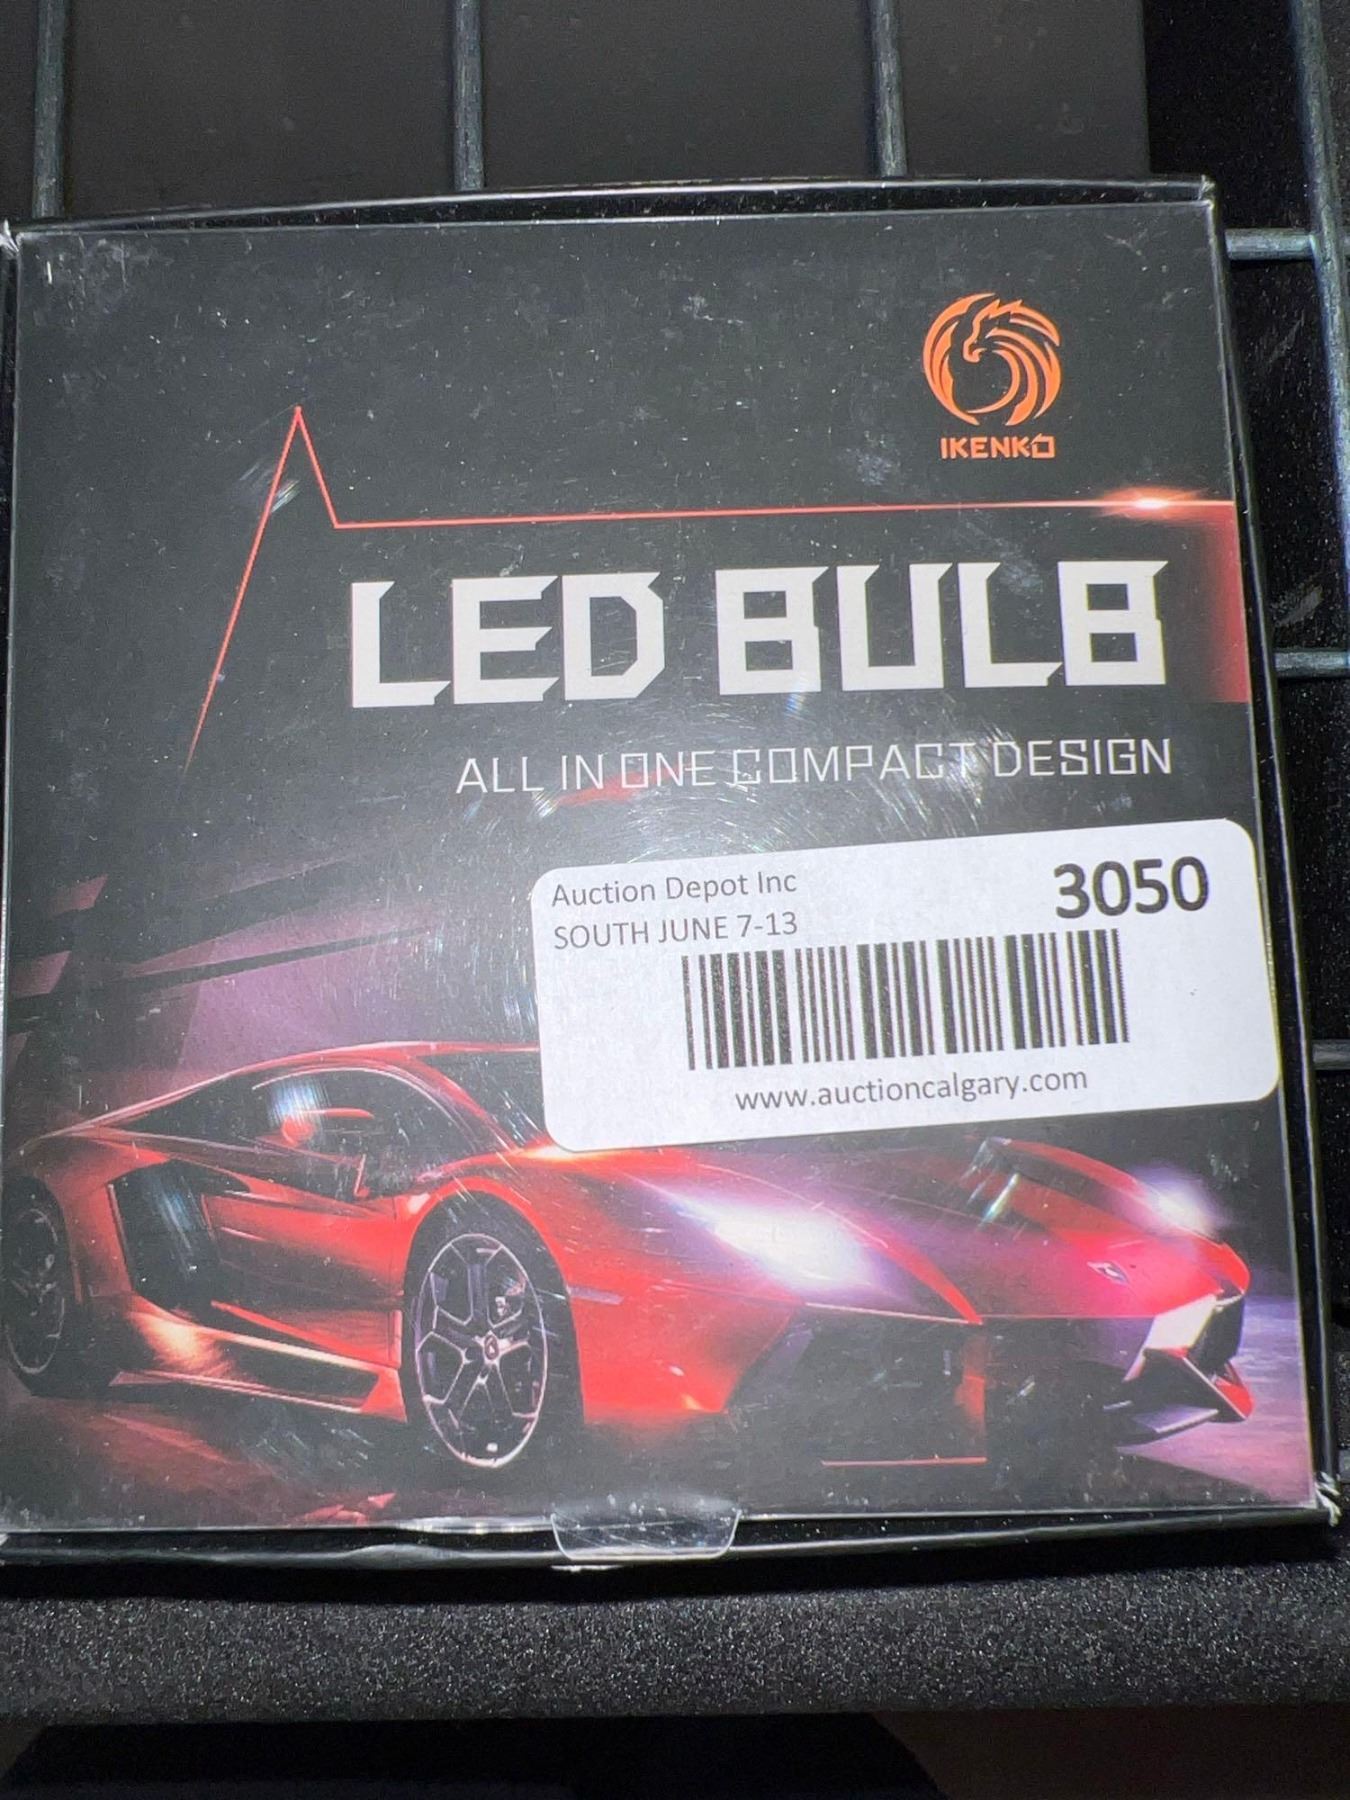 IKENKO
LED BULB
ALL IN ONE COMPACT DESIGN
Auction Depot Inc
3050
SOUTH JUNE 7-13
www.auctioncalgary.com